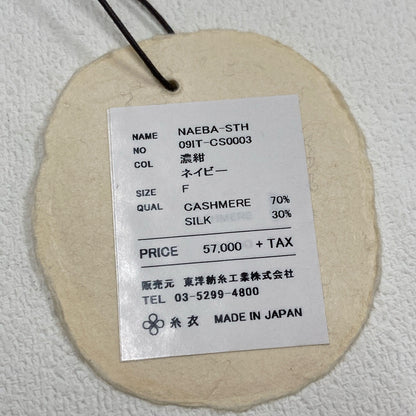 NAME NAEBA-STH
NO 09IT-CS0003
COL 濃紺
ネイビー
SIZE F
QUAL CASHMERE 70%
SILK 30%
PRICE 57,000 + TAX
販売元 東洋紡糸工業株式会社
TEL 03-5299-4800
糸衣 MADE IN JAPAN